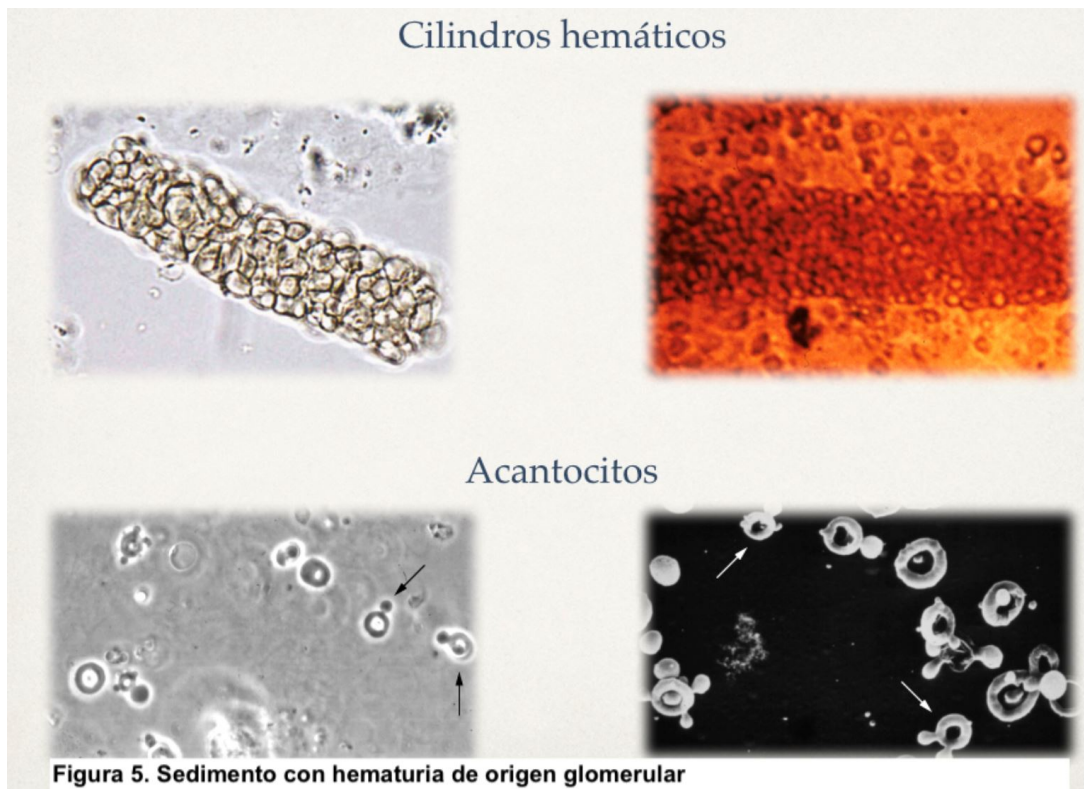 Cilindros hemáticos
Acantocitos
Figura 5. Sedimento con hematuria de origen glomerular